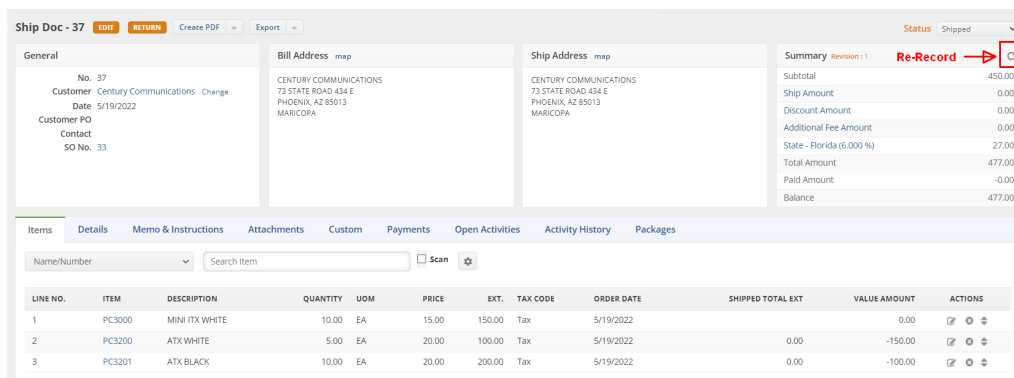 Ship Doc - 37 EDIT RETURN Create PDF Export Status Shipped
General
No. 37
Customer Century Communications Change
Date 5/19/2022
Customer PO
Contact
SO No. 33
Bill Address map
CENTURY COMMUNICATIONS
73 STATE ROAD 434 E
PHOENIX, AZ 85013
MARICOPA
Ship Address map
CENTURY COMMUNICATIONS
73 STATE ROAD 434 E
PHOENIX, AZ 85013
MARICOPA
Summary Revision : 1 Re-Record
Subtotal 450.00
Ship Amount 0.00
Discount Amount 0.00
Additional Fee Amount 0.00
State - Florida (6.000 %) 27.00
Total Amount 477.00
Paid Amount -0.00
Balance 477.00
Items Details Memo & Instructions Attachments Custom Payments Open Activities Activity History Packages
Name/Number Search Item Scan
LINE NO. ITEM DESCRIPTION QUANTITY UOM PRICE EXT. TAX CODE ORDER DATE SHIPPED TOTAL EXT VALUE AMOUNT ACTIONS
1 PC3000 MINI ITX WHITE 10.00 EA 15.00 150.00 Tax 5/19/2022 0.00
2 PC3200 ATX WHITE 5.00 EA 20.00 100.00 Tax 5/19/2022 0.00 -150.00
3 PC3201 ATX BLACK 10.00 EA 20.00 200.00 Tax 5/19/2022 0.00 -100.00